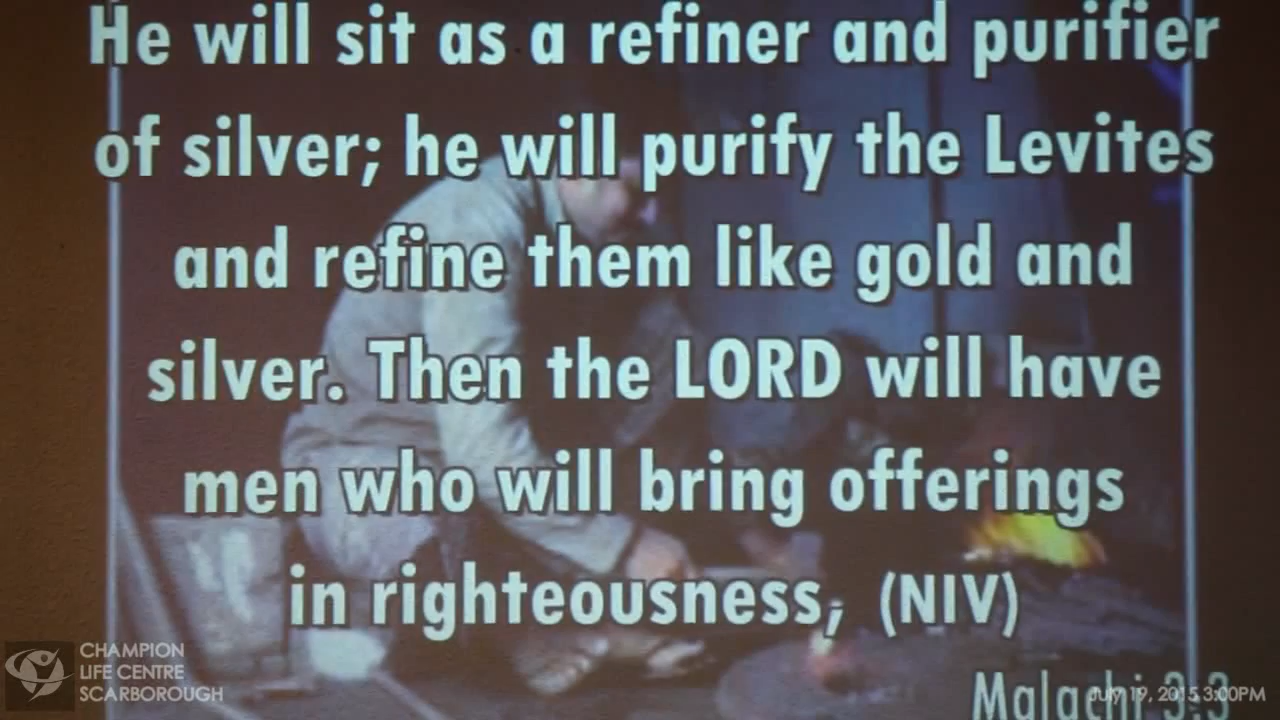 He will sit as a refiner and purifier
of silver; he will purify the Levites
and refine them like gold and
silver. Then the LORD will have
men who will bring offerings
in righteousness, (NIV)
Malachi 3:3
CHAMPION
LIFE CENTRE
SCARBOROUGH
July 19, 2015 3:00PM